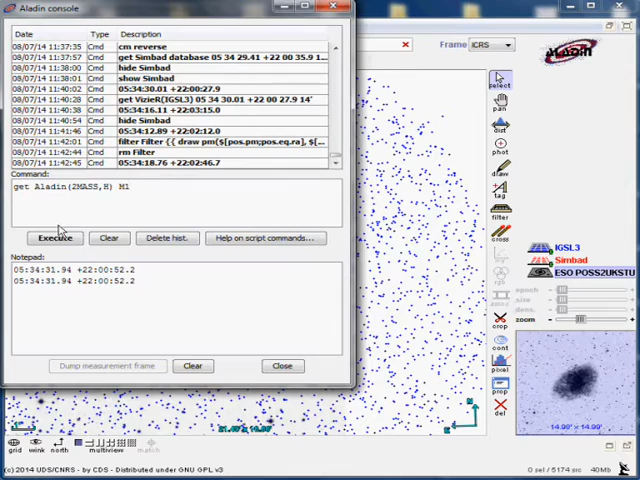 Aladin console
Date Type Description
08/07/14 11:37:35 Cmd cm reverse
08/07/14 11:37:57 Cmd get Simbad database 05 34 29.41 +22 00 35.9 1...
08/07/14 11:38:00 Cmd hide Simbad
08/07/14 11:38:01 Cmd show Simbad
08/07/14 11:39:30 Cmd 05:34:30.01 +22:00:27.9
08/07/14 11:40:28 Cmd get VizieR(IGSL3) 05 34 30.01 +22 00 27.9 14'
08/07/14 11:40:38 Cmd 05:34:16.11 +22:03:15.0
08/07/14 11:40:54 Cmd hide Simbad
08/07/14 11:41:46 Cmd 05:34:12.89 +22:02:12.0
08/07/14 11:42:01 Cmd filter Filter {{ draw pm(${pos.pm;pos.eq.ra}, $[...
08/07/14 11:42:44 Cmd rm Filter
08/07/14 11:42:45 Cmd 05:34:18.76 +22:02:46.7
Command:
get Aladin(2MASS,H) M1
Execute Clear Delete hist. Help on script commands...
Notepad:
05:34:31.94 +22:00:52.2
05:34:31.94 +22:00:52.2
Dump measurement frame Clear Close
Frame ICRS
Aladin
select
pan
dist
phot
draw
tag
filter
cross
rgb
assoc
crop
cont
pixel
prop
del
IGSL3
Simbad
ESO POSS2UKSTU
epoch
size
dens.
zoom
14.99' x 14.99'
N
E
grid wink north multiview match
(c) 2014 UDS/CNRS - by CDS - Distributed under GNU GPL v3
0 sel / 5174 src 40Mb